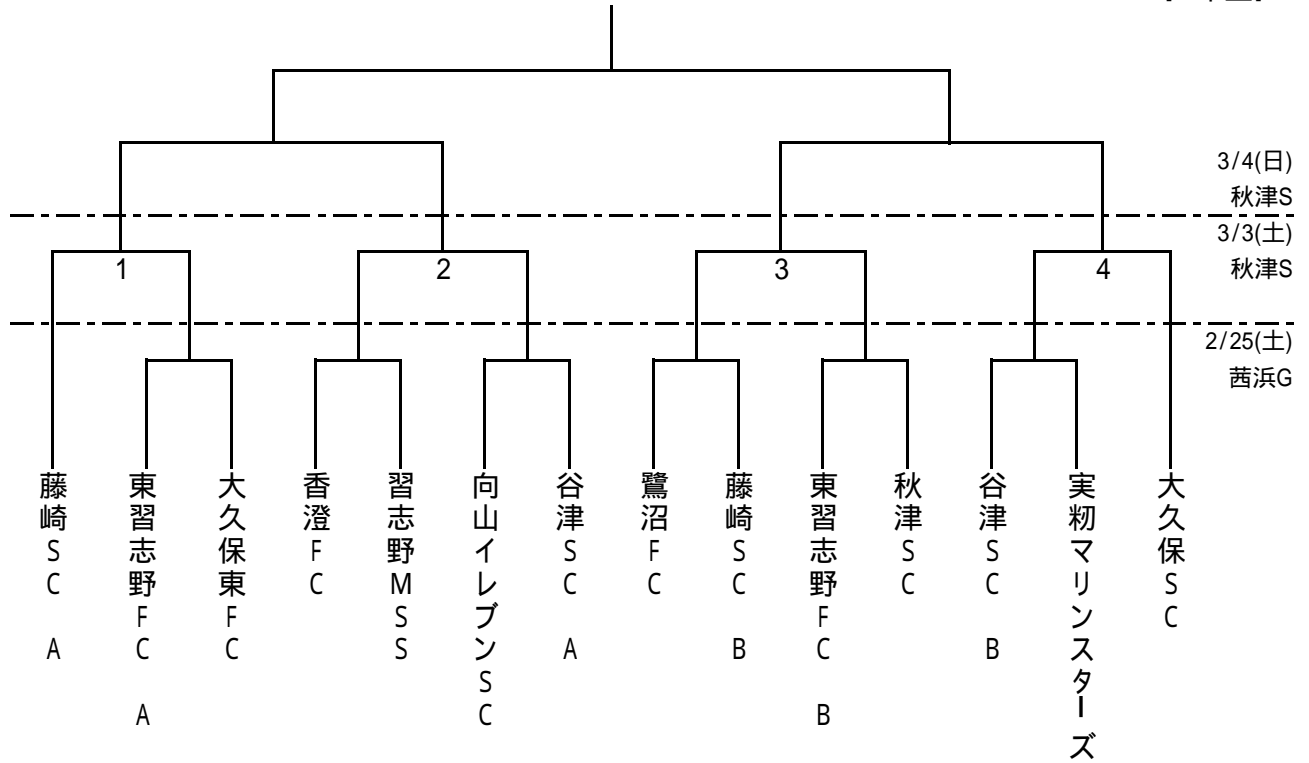 3/4(日)
秋津S
3/3(土)
秋津S
1
2
3
4
2/25(土)
茜浜G
藤崎SC A
東習志野FC A
大久保東FC
香澄FC
習志野MSS
向山イレブンSC
谷津SC A
鷺沼FC
藤崎SC B
東習志野FC B
秋津SC
谷津SC B
実籾マリンスターズ
大久保SC